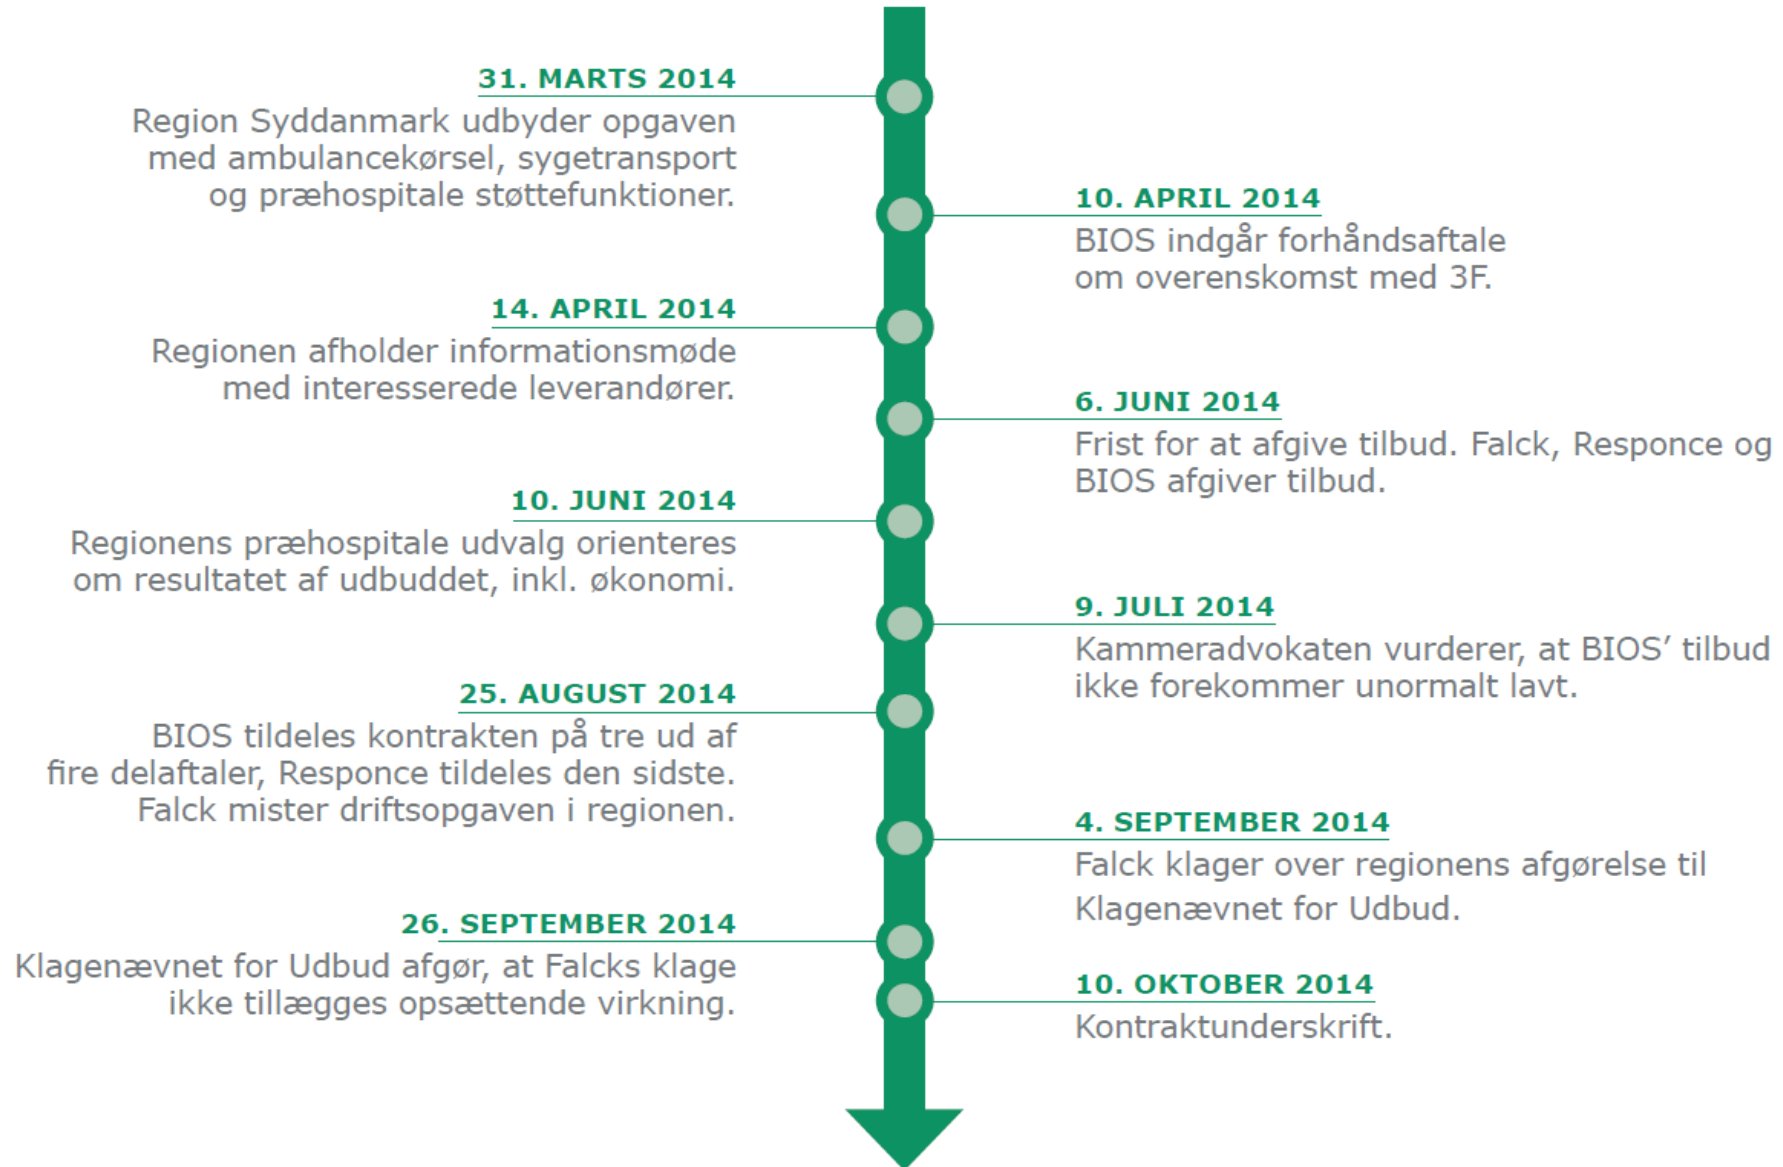 31. MARTS 2014
Region Syddanmark udbyder opgaven
med ambulancekørsel, sygetransport
og præhospitale støttefunktioner.
10. APRIL 2014
BIOS indgår forhåndsaftale
om overenskomst med 3F.
14. APRIL 2014
Regionen afholder informationsmøde
med interesserede leverandører.
6. JUNI 2014
Frist for at afgive tilbud. Falck, Responce og
BIOS afgiver tilbud.
10. JUNI 2014
Regionens præhospitale udvalg orienteres
om resultatet af udbuddet, inkl. økonomi.
9. JULI 2014
Kammeradvokaten vurderer, at BIOS’ tilbud
ikke forekommer unormalt lavt.
25. AUGUST 2014
BIOS tildeles kontrakten på tre ud af
fire delaftaler, Responce tildeles den sidste.
Falck mister driftsopgaven i regionen.
4. SEPTEMBER 2014
Falck klager over regionens afgørelse til
Klagenævnet for Udbud.
26. SEPTEMBER 2014
Klagenævnet for Udbud afgør, at Falcks klage
ikke tillægges opsættende virkning.
10. OKTOBER 2014
Kontraktunderskrift.